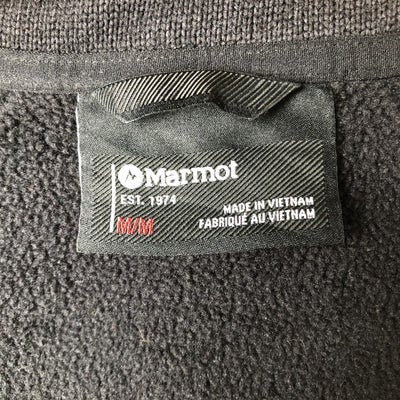 Marmot
EST. 1974
M/M
MADE IN VIETNAM
FABRIQUÉ AU VIETNAM